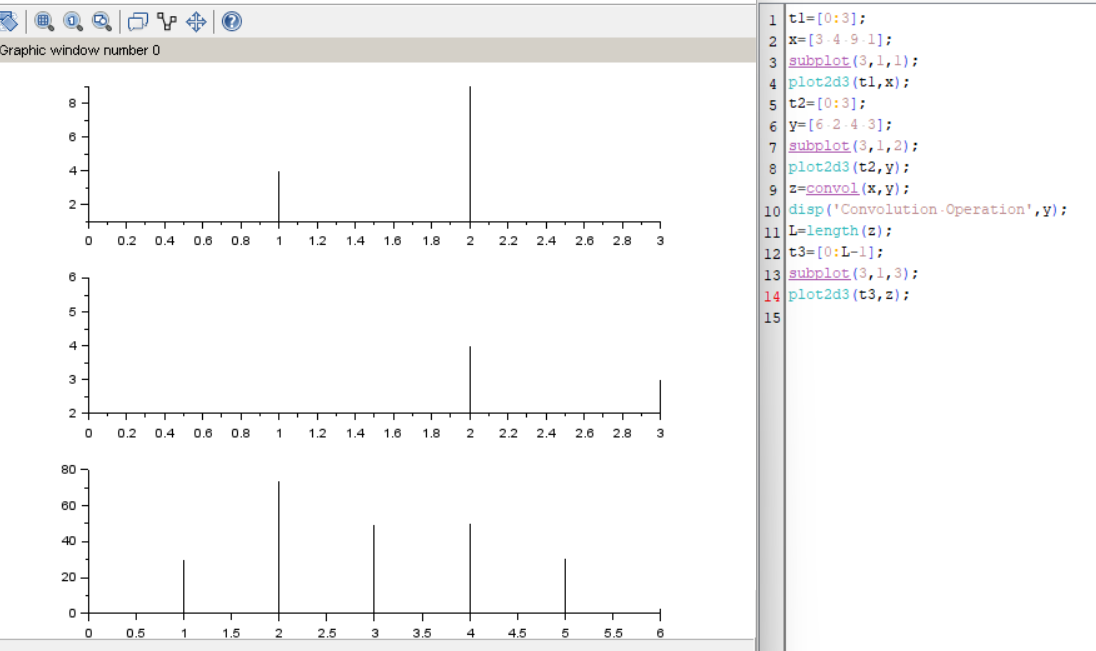 Graphic window number 0
8
6
4
2
0 0.2 0.4 0.6 0.8 1 1.2 1.4 1.6 1.8 2 2.2 2.4 2.6 2.8 3
6
5
4
3
2
0 0.2 0.4 0.6 0.8 1 1.2 1.4 1.6 1.8 2 2.2 2.4 2.6 2.8 3
80
60
40
20
0
0 0.5 1 1.5 2 2.5 3 3.5 4 4.5 5 5.5 6
1 t1=[0:3];
2 x=[3 4 9 1];
3 subplot(3,1,1);
4 plot2d3(t1,x);
5 t2=[0:3];
6 y=[6 2 4 3];
7 subplot(3,1,2);
8 plot2d3(t2,y);
9 z=convol(x,y);
10 disp('Convolution Operation',y);
11 L=length(z);
12 t3=[0:L-1];
13 subplot(3,1,3);
14 plot2d3(t3,z);
15